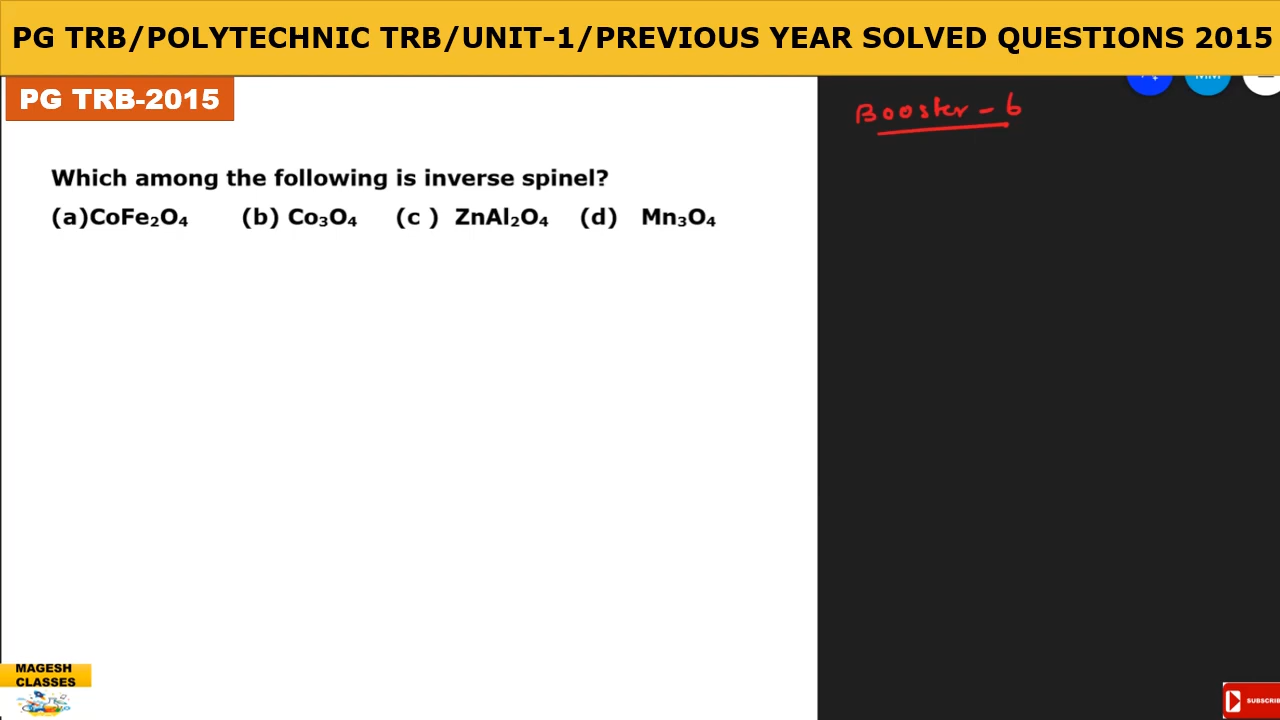 PG TRB/POLYTECHNIC TRB/UNIT-1/PREVIOUS YEAR SOLVED QUESTIONS 2015
PG TRB-2015
Booster - 6
Which among the following is inverse spinel?
(a)CoFe₂O₄ (b) Co₃O₄ (c ) ZnAl₂O₄ (d) Mn₃O₄
MAGESH
CLASSES